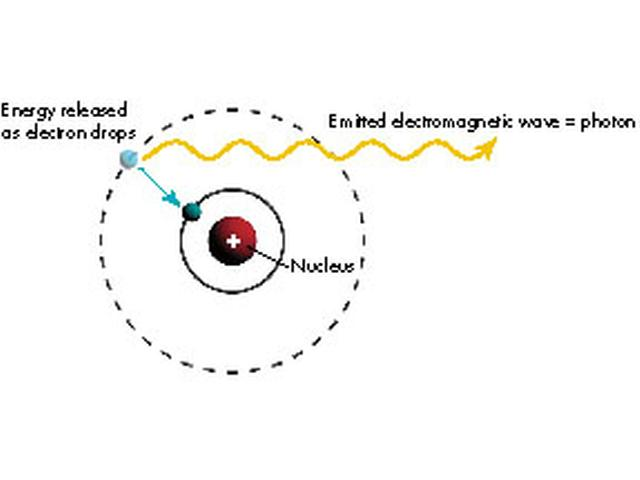 Energy released
as electron drops
Emitted electromagnetic wave = photon
+
Nucleus